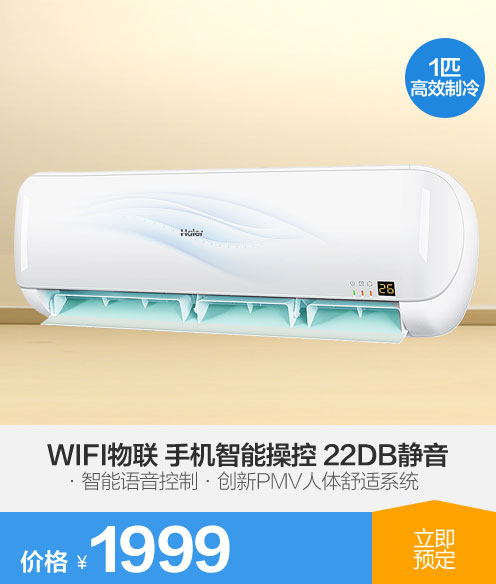 1匹
高效制冷
Haier
26
WIFI物联 手机智能操控 22DB静音
·智能语音控制·创新PMV人体舒适系统
价格 ¥1999
立即
预定